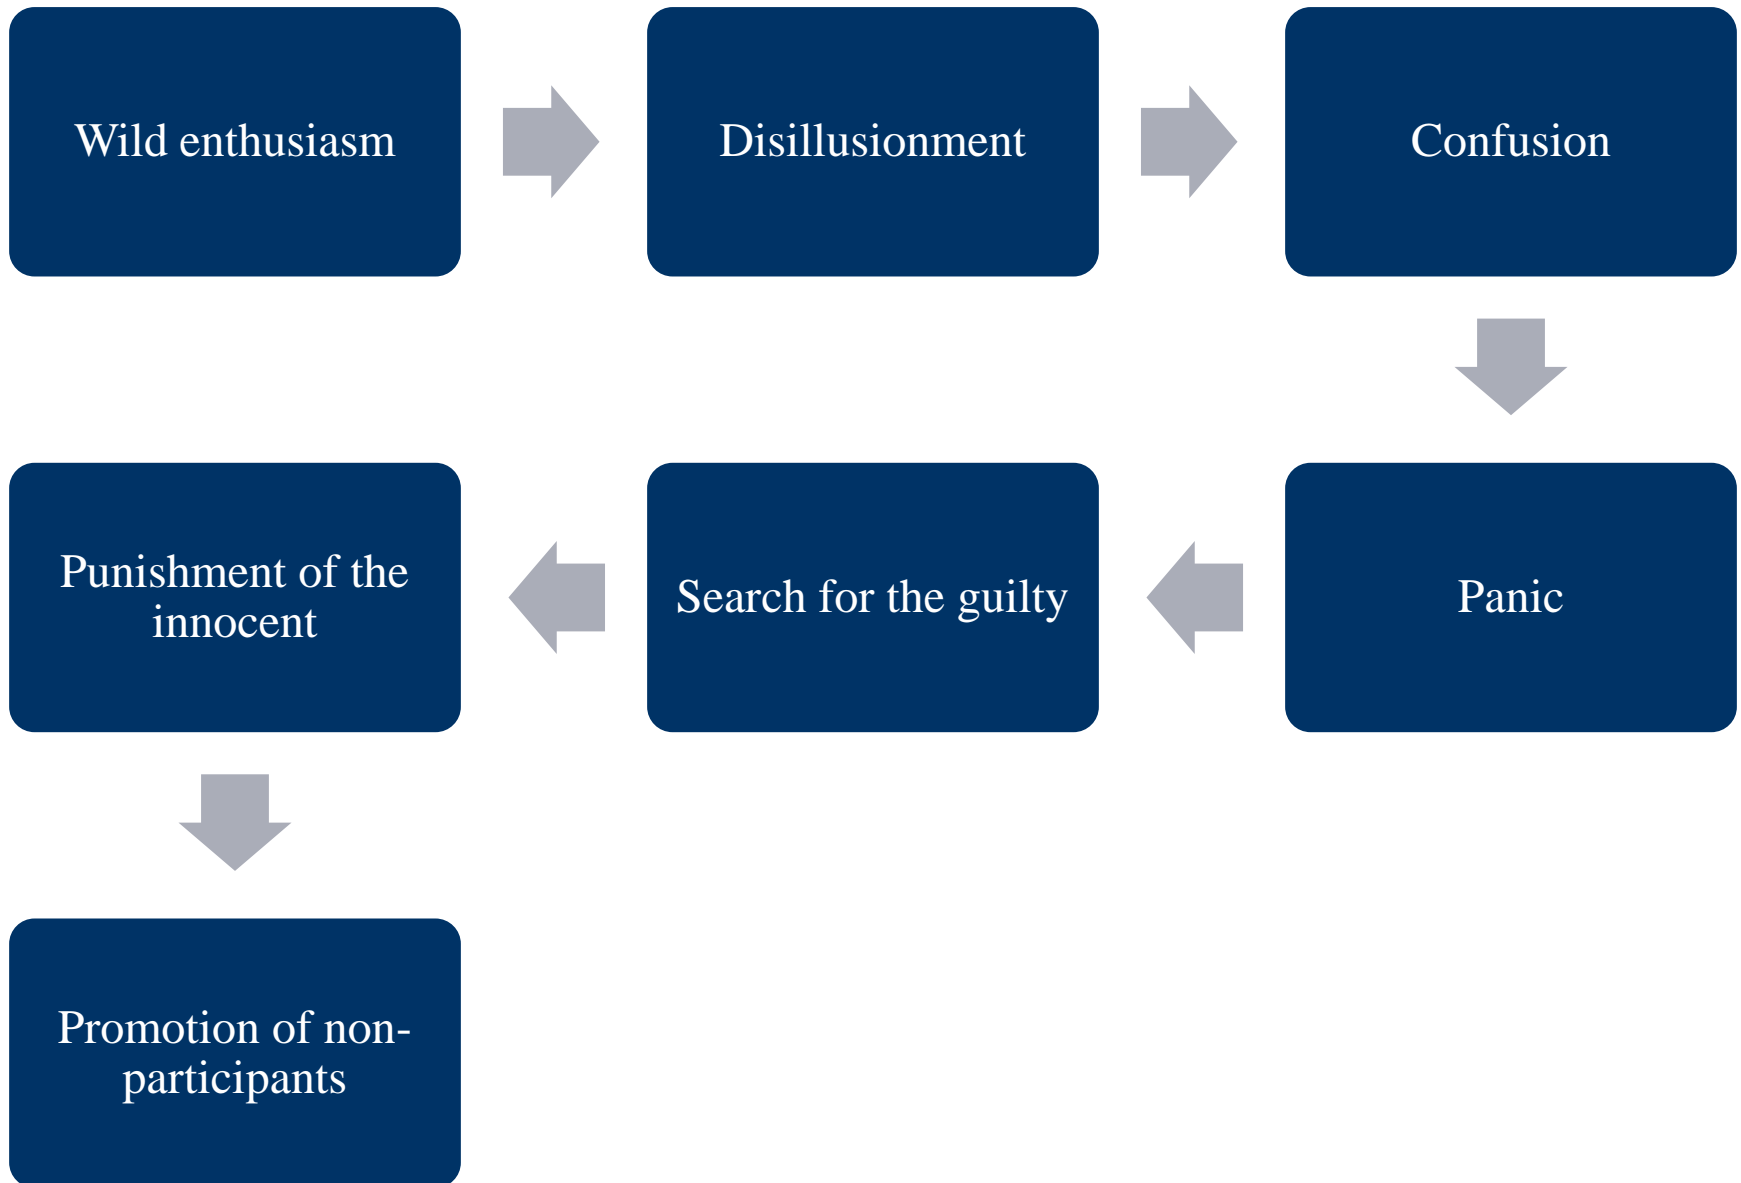 Wild enthusiasm
Disillusionment
Confusion
Panic
Search for the guilty
Punishment of the
innocent
Promotion of non-
participants